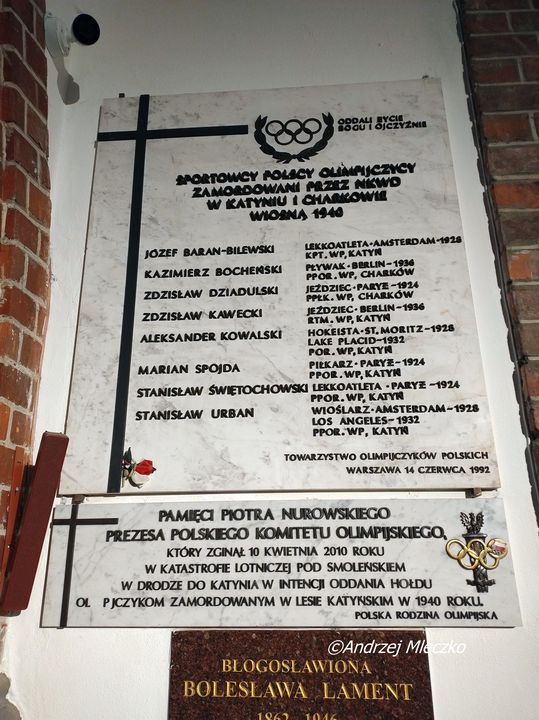 ODDALI ŻYCIE
BOGU I OJCZYŹNIE
SPORTOWCY POLSCY OLIMPIJCZYCY
ZAMORDOWANI PRZEZ NKWD
W KATYNIU I CHARKOWIE
WIOSNĄ 1940
JÓZEF BARAN-BILEWSKI LEKKOATLETA·AMSTERDAM-1928
KPT. WP, KATYŃ
KAZIMIERZ BOCHEŃSKI PŁYWAK·BERLIN-1936
PPOR. WP, CHARKÓW
ZDZISŁAW DZIADULSKI JEŹDZIEC·PARYŻ-1924
PPŁK. WP, CHARKÓW
ZDZISŁAW KAWECKI JEŹDZIEC·BERLIN-1936
RTM. WP, KATYŃ
ALEKSANDER KOWALSKI HOKEISTA·ST. MORITZ-1928
LAKE PLACID-1932
POR. WP, KATYŃ
MARIAN SPOJDA PIŁKARZ·PARYŻ-1924
PPOR. WP, KATYŃ
STANISŁAW ŚWIĘTOCHOWSKI LEKKOATLETA·PARYŻ-1924
PPOR. WP, KATYŃ
STANISŁAW URBAN WIOŚLARZ·AMSTERDAM-1928
LOS ANGELES-1932
PPOR. WP, KATYŃ
TOWARZYSTWO OLIMPIJCZYKÓW POLSKICH
WARSZAWA 14 CZERWCA 1992
PAMIĘCI PIOTRA NUROWSKIEGO
PREZESA POLSKIEGO KOMITETU OLIMPIJSKIEGO,
KTÓRY ZGINĄŁ 10 KWIETNIA 2010 ROKU
W KATASTROFIE LOTNICZEJ POD SMOLEŃSKIEM
W DRODZE DO KATYNIA W INTENCJI ODDANIA HOŁDU
OL PJCZYKOM ZAMORDOWANYM W LESIE KATYŃSKIM W 1940 ROKU.
POLSKA RODZINA OLIMPIJSKA
©Andrzej Mleczko
BŁOGOSŁAWIONA
BOLESŁAWA LAMENT
1862-1946